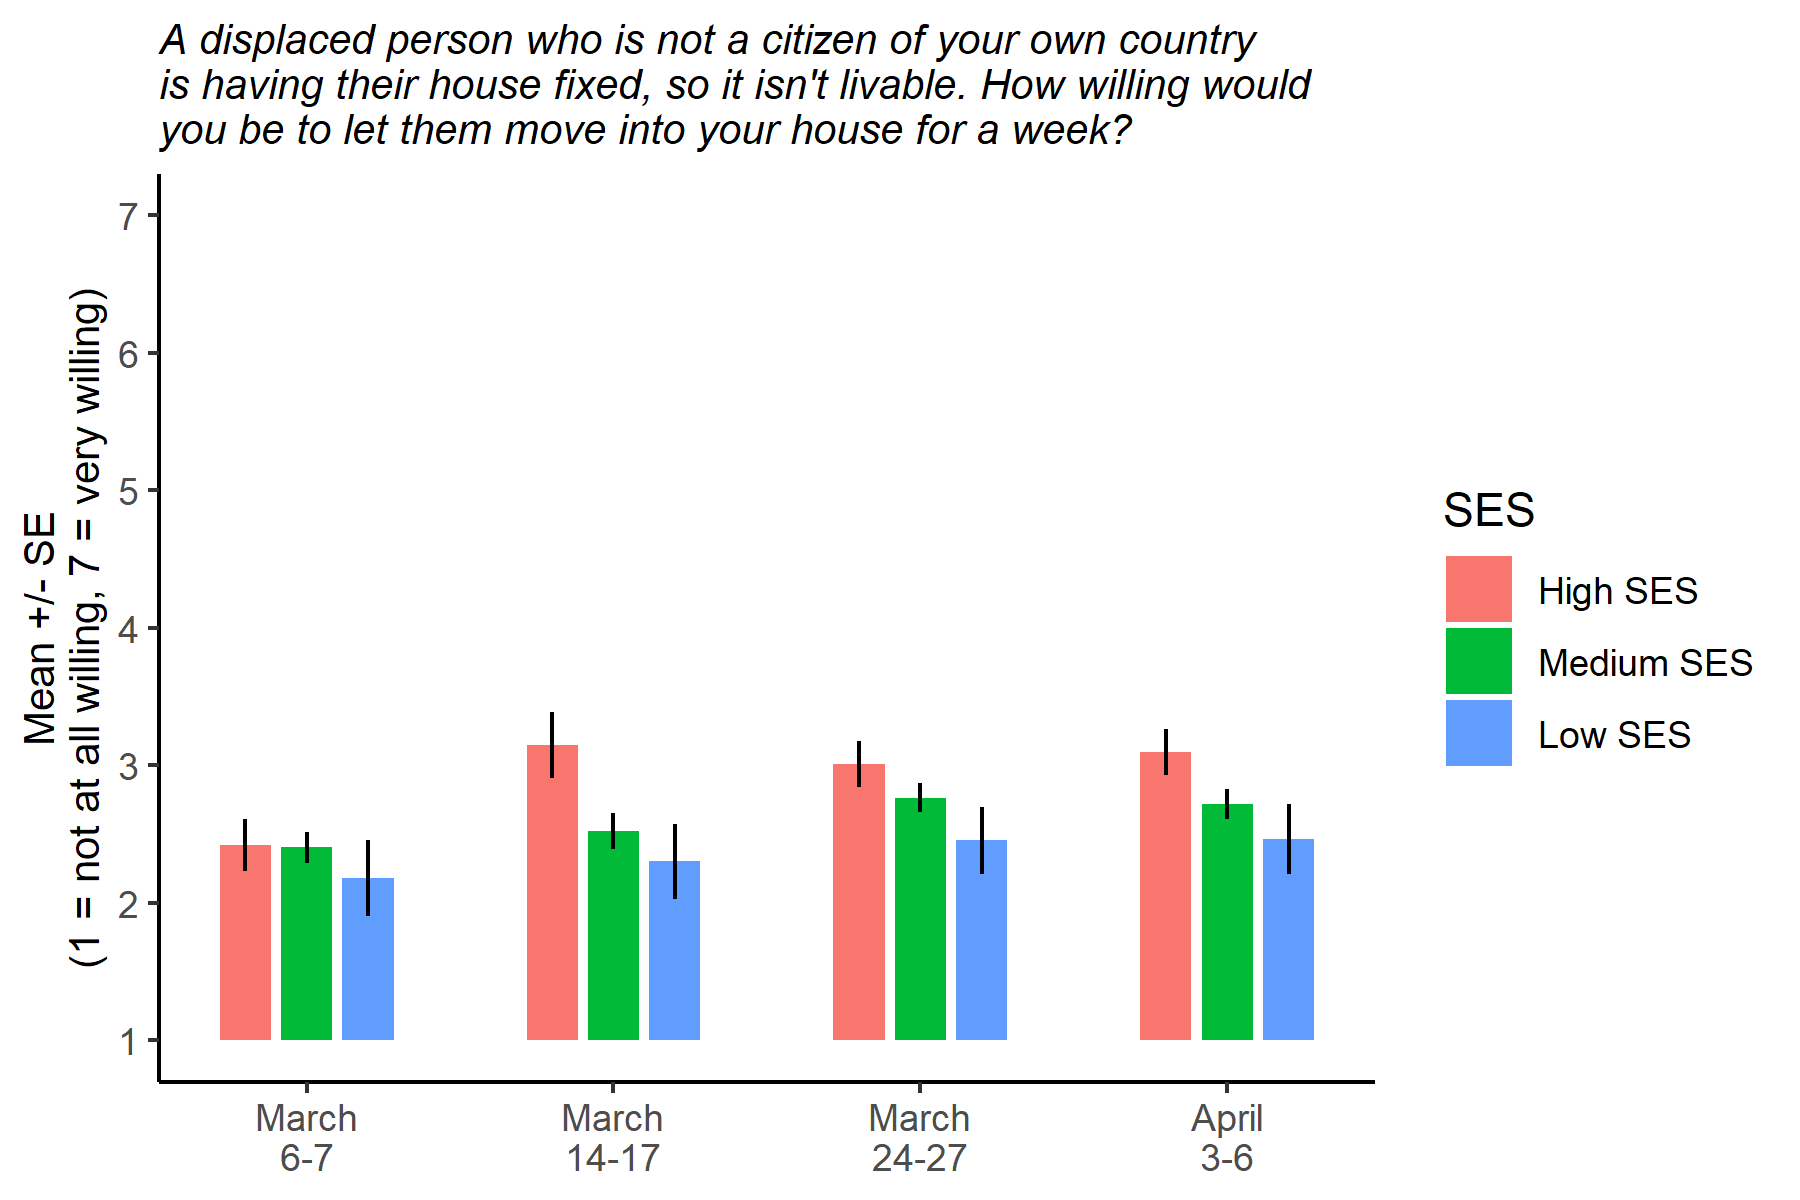 A displaced person who is not a citizen of your own country
is having their house fixed, so it isn't livable. How willing would
you be to let them move into your house for a week?
Mean +/- SE
(1 = not at all willing, 7 = very willing)
7
6
5
4
3
2
1
March
6-7
March
14-17
March
24-27
April
3-6
SES
High SES
Medium SES
Low SES